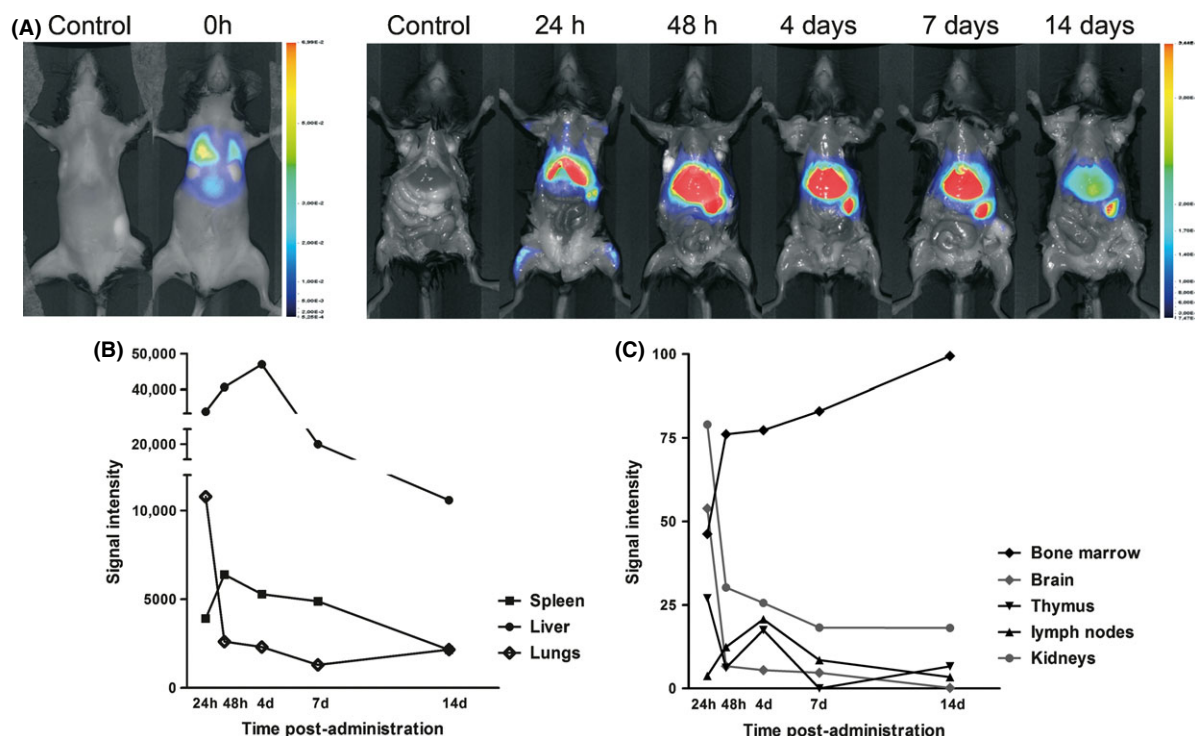 (A) Control 0h Control 24 h 48 h 4 days 7 days 14 days
(B)
50,000
40,000
20,000
10,000
5000
0
Signal intensity
24h 48h 4d 7d 14d
Time post-administration
Spleen
Liver
Lungs
(C)
100
75
50
25
0
Signal intensity
24h 48h 4d 7d 14d
Time post-administration
Bone marrow
Brain
Thymus
lymph nodes
Kidneys